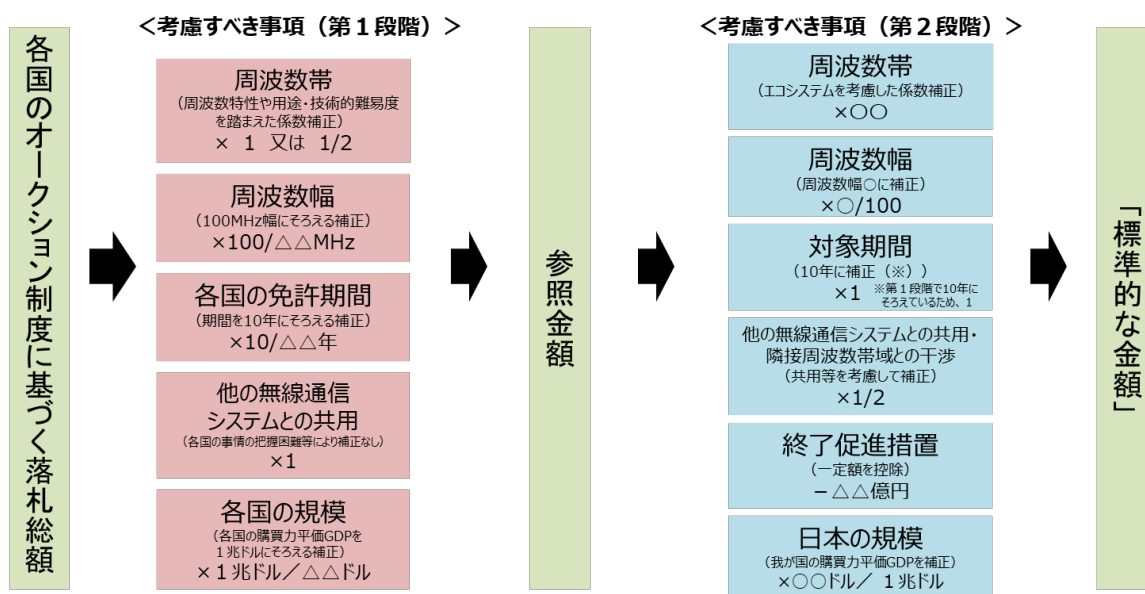 各国のオークション制度に基づく落札総額
＜考慮すべき事項（第１段階）＞
周波数帯
（周波数特性や用途・技術的難易度
を踏まえた係数補正）
× 1 又は 1/2
周波数幅
（100MHz幅にそろえる補正）
×100/△△MHz
各国の免許期間
（期間を10年にそろえる補正）
×10/△△年
他の無線通信
システムとの共用
（各国の事情の把握困難等により補正なし）
×1
各国の規模
（各国の購買力平価GDPを
１兆ドルにそろえる補正）
×１兆ドル／△△ドル
参照金額
＜考慮すべき事項（第２段階）＞
周波数帯
（エコシステムを考慮した係数補正）
×〇〇
周波数幅
（周波数幅○に補正）
×○/100
対象期間
（10年に補正（※））
×1 ※第１段階で10年に
そろえているため、1
他の無線通信システムとの共用・
隣接周波数帯域との干渉
（共用等を考慮して補正）
×1/2
終了促進措置
（一定額を控除）
－△△億円
日本の規模
（我が国の購買力平価GDPを補正）
×○○ドル／ １兆ドル
「標準的な金額」